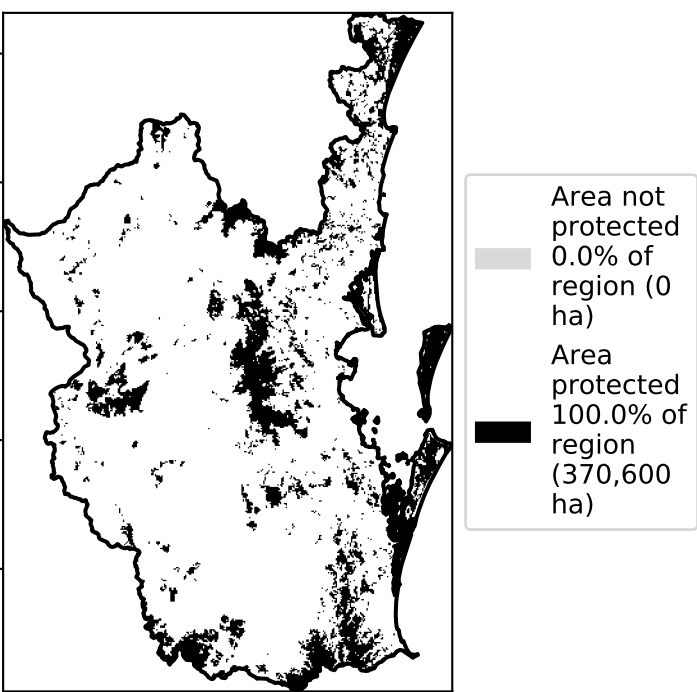 Area not
protected
0.0% of
region (0
ha)
Area
protected
100.0% of
region
(370,600
ha)